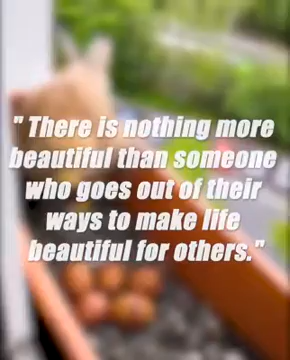 " There is nothing more
beautiful than someone
who goes out of their
ways to make life
beautiful for others."